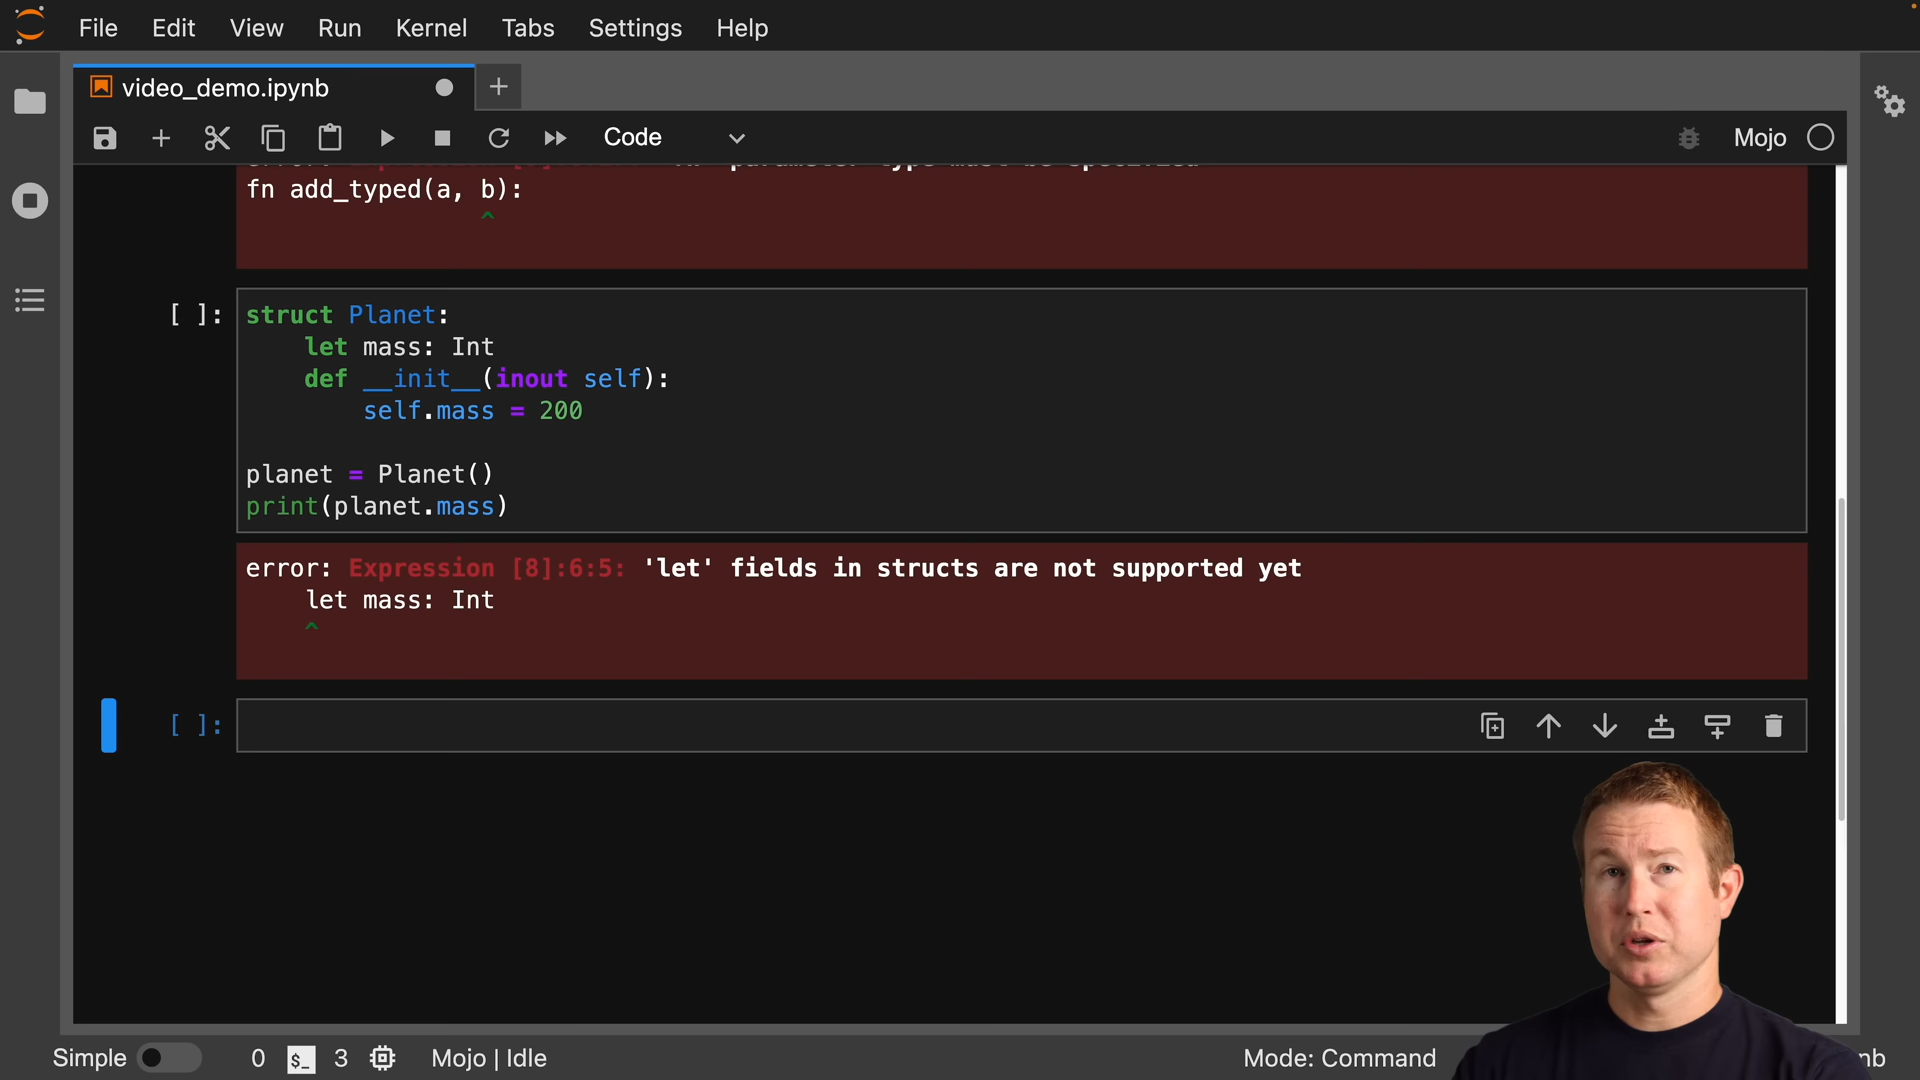 File Edit View Run Kernel Tabs Settings Help
video_demo.ipynb
Code
Mojo
fn add_typed(a, b):
^
[ ]:
struct Planet:
let mass: Int
def __init__(inout self):
self.mass = 200
planet = Planet()
print(planet.mass)
error: Expression [8]:6:5: 'let' fields in structs are not supported yet
let mass: Int
^
[ ]:
Simple 0 $_ 3 Mojo | Idle Mode: Command nb